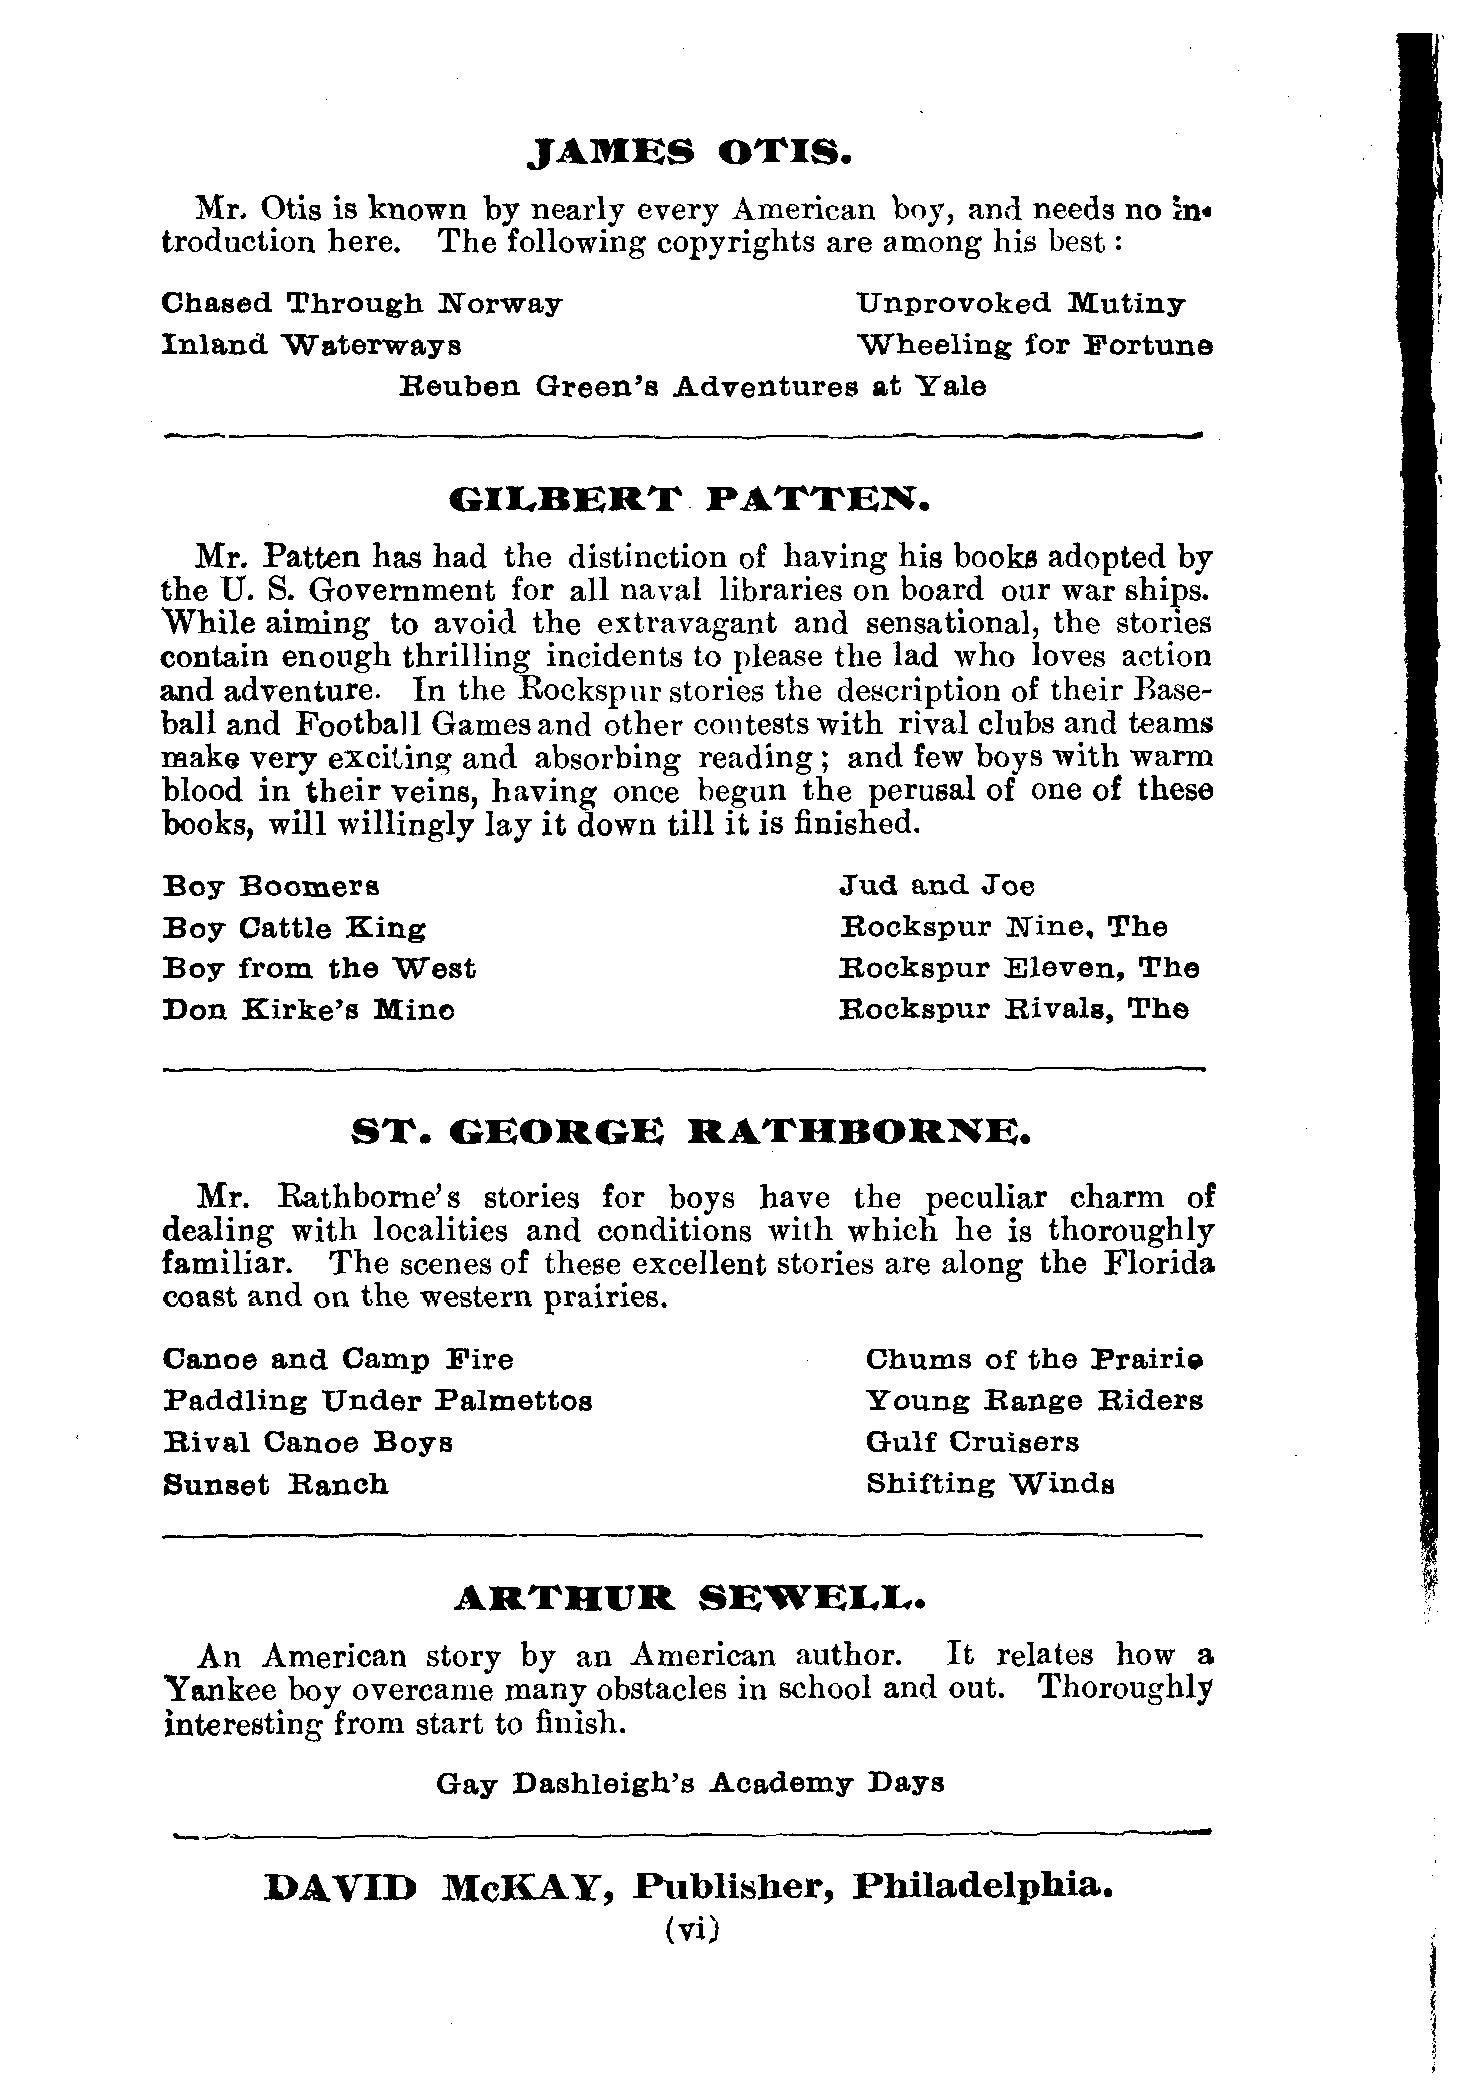 JAMES OTIS.
Mr. Otis is known by nearly every American boy, and needs no in-
troduction here. The following copyrights are among his best :
Chased Through Norway
Inland Waterways
Unprovoked Mutiny
Wheeling for Fortune
Reuben Green's Adventures at Yale
GILBERT PATTEN.
Mr. Patten has had the distinction of having his books adopted by
the U. S. Government for all naval libraries on board our war ships.
While aiming to avoid the extravagant and sensational, the stories
contain enough thrilling incidents to please the lad who loves action
and adventure. In the Rockspur stories the description of their Base-
ball and Football Games and other contests with rival clubs and teams
make very exciting and absorbing reading ; and few boys with warm
blood in their veins, having once begun the perusal of one of these
books, will willingly lay it down till it is finished.
Boy Boomers
Boy Cattle King
Boy from the West
Don Kirke's Mine
Jud and Joe
Rockspur Nine, The
Rockspur Eleven, The
Rockspur Rivals, The
ST. GEORGE RATHBORNE.
Mr. Rathborne's stories for boys have the peculiar charm of
dealing with localities and conditions with which he is thoroughly
familiar. The scenes of these excellent stories are along the Florida
coast and on the western prairies.
Canoe and Camp Fire
Paddling Under Palmettos
Rival Canoe Boys
Sunset Ranch
Chums of the Prairie
Young Range Riders
Gulf Cruisers
Shifting Winds
ARTHUR SEWELL.
An American story by an American author. It relates how a
Yankee boy overcame many obstacles in school and out. Thoroughly
interesting from start to finish.
Gay Dashleigh's Academy Days
DAVID McKAY, Publisher, Philadelphia.
(vi)